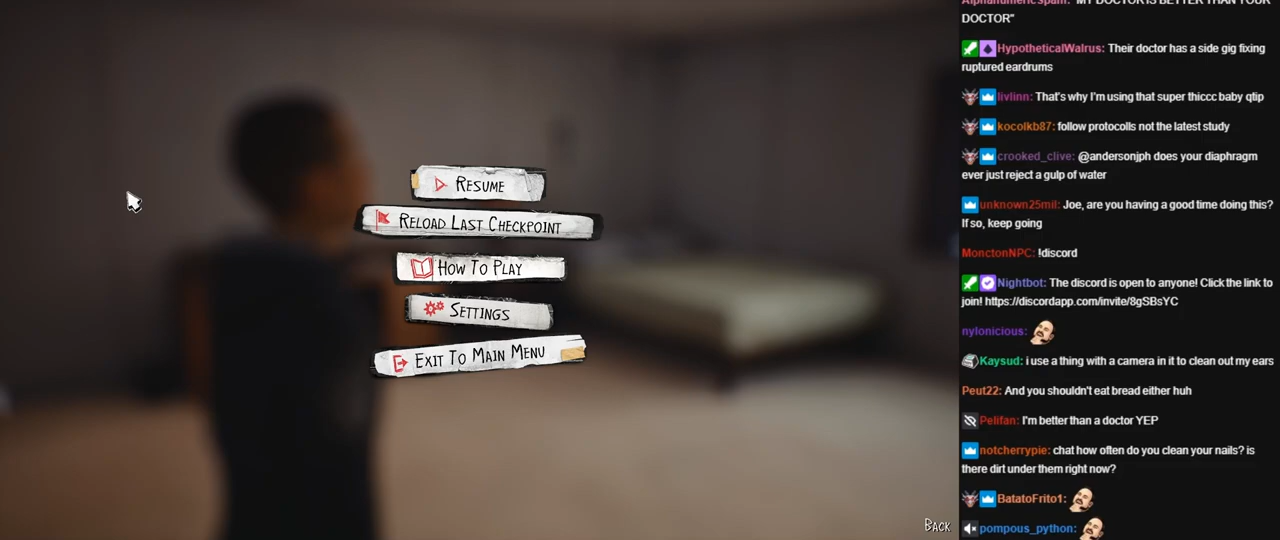 RESUME
RELOAD LAST CHECKPOINT
HOW TO PLAY
SETTINGS
EXIT TO MAIN MENU
BACK
DOCTOR"
HypotheticalWalrus: Their doctor has a side gig fixing
ruptured eardrums
livlinn: That's why I'm using that super thiccc baby qtip
kocolkb87: follow protocolls not the latest study
crooked_clive: @andersonjph does your diaphragm
ever just reject a gulp of water
unknown25mil: Joe, are you having a good time doing this?
If so, keep going
MonctonNPC: !discord
Nightbot: The discord is open to anyone! Click the link to
join! https://discordapp.com/invite/8gSBsYC
nylonicious:
Kaysud: i use a thing with a camera in it to clean out my ears
Peut22: And you shouldn't eat bread either huh
Pelifan: I'm better than a doctor YEP
notcherrypie: chat how often do you clean your nails? is
there dirt under them right now?
BatatoFrito1:
pompous_python: